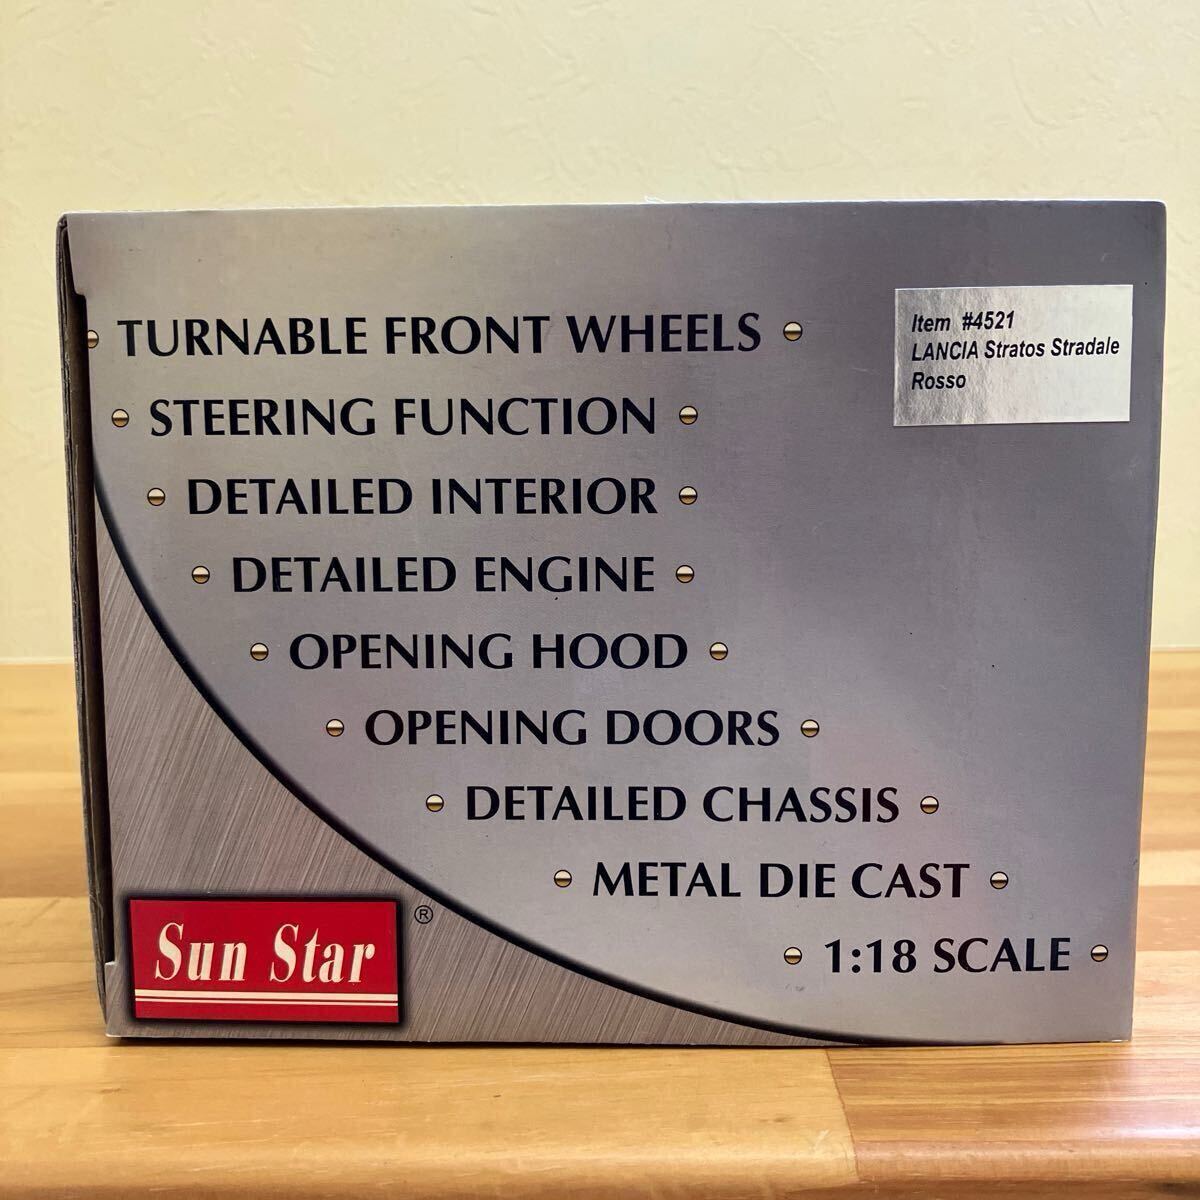 TURNABLE FRONT WHEELS
STEERING FUNCTION
DETAILED INTERIOR
DETAILED ENGINE
OPENING HOOD
OPENING DOORS
DETAILED CHASSIS
METAL DIE CAST
1:18 SCALE
Item #4521
LANCIA Stratos Stradale
Rosso
Sun Star ®